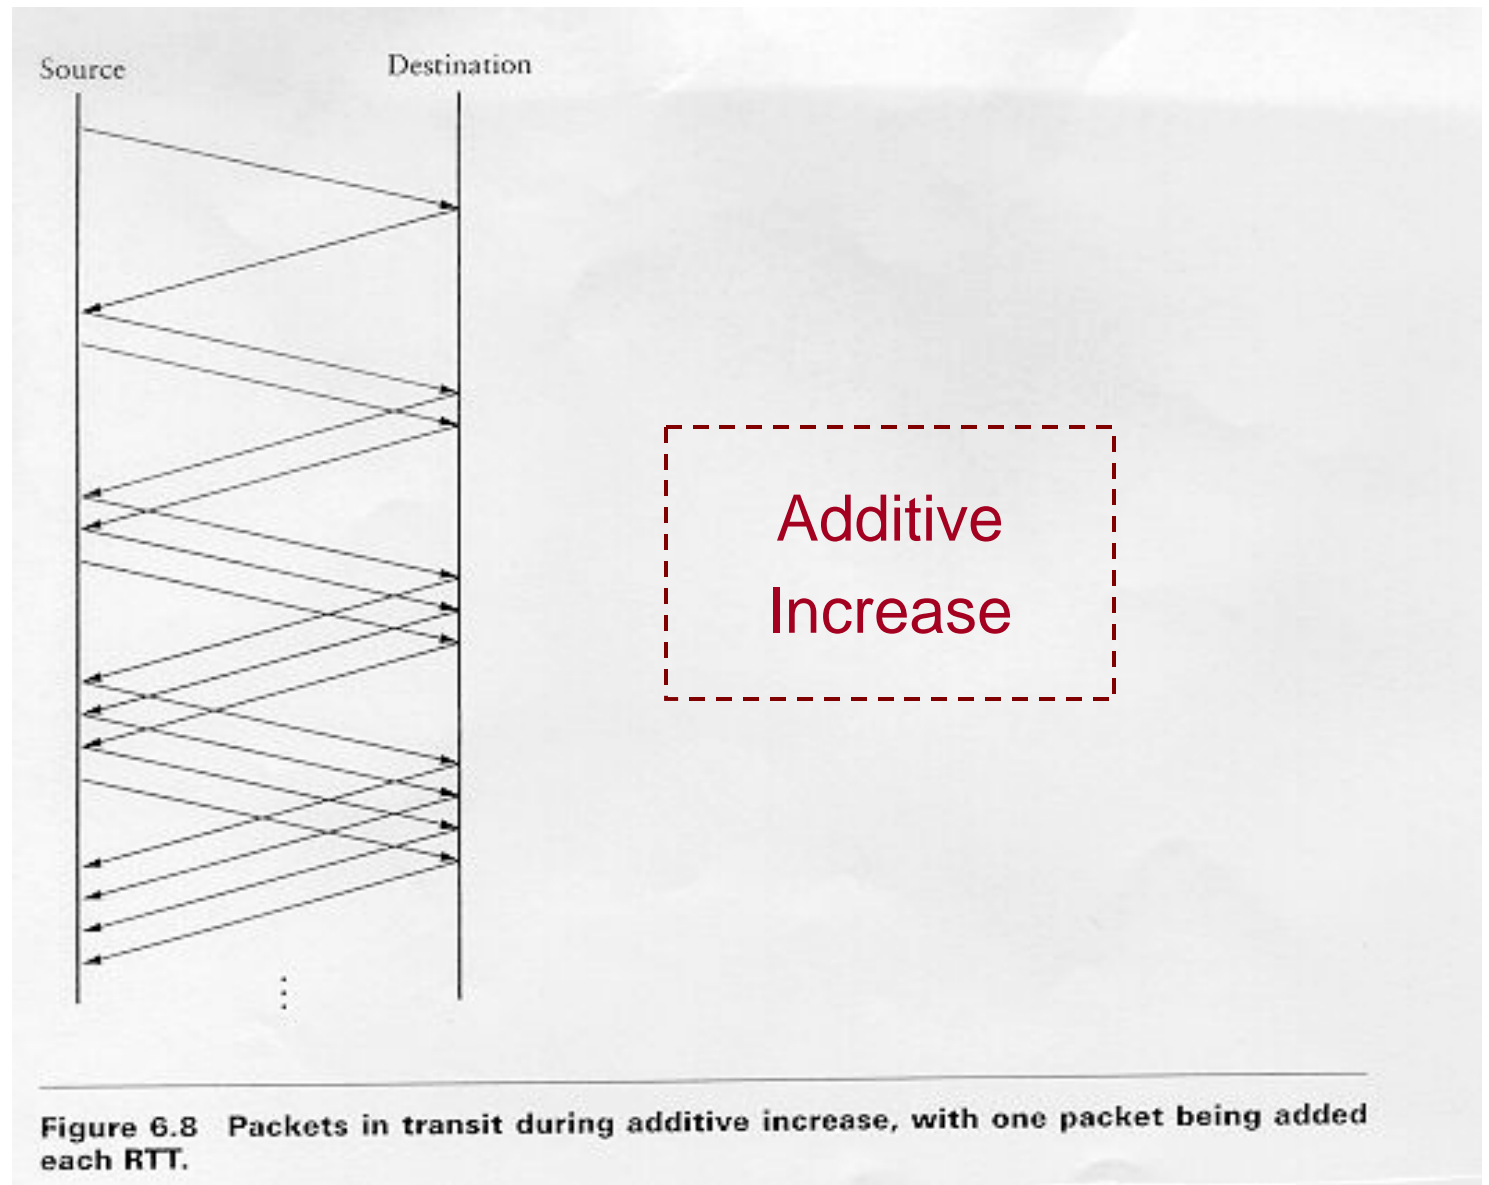 Source
Destination
Additive
Increase
Figure 6.8 Packets in transit during additive increase, with one packet being added
each RTT.